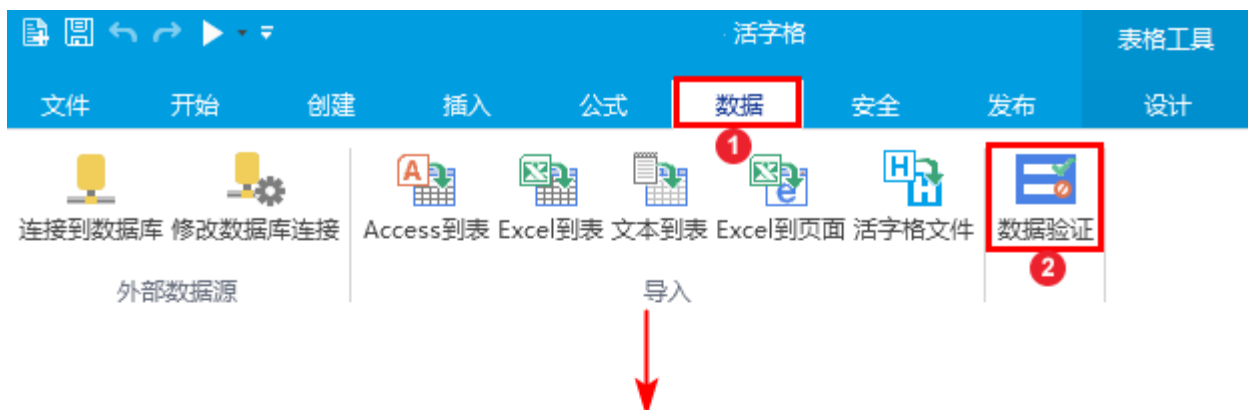 活字格
表格工具
文件 开始 创建 插入 公式 数据 安全 发布 设计
1
连接到数据库 修改数据库连接 Access到表 Excel到表 文本到表 Excel到页面 活字格文件 数据验证
2
外部数据源 导入